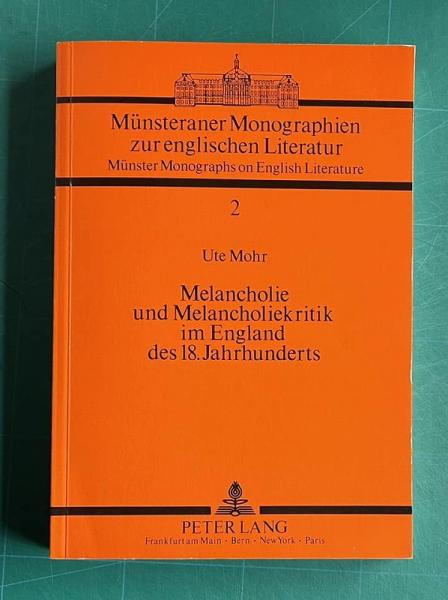 Münsteraner Monographien
zur englischen Literatur
Münster Monographs on English Literature
2
Ute Mohr
Melancholie
und Melancholiekritik
im England
des 18. Jahrhunderts
PETER LANG
Frankfurt am Main · Bern · New York · Paris